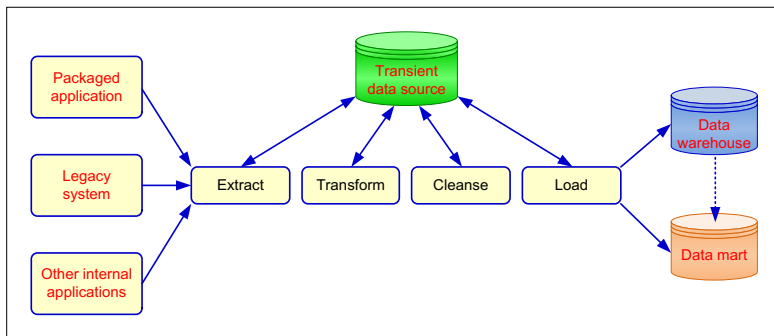 Packaged
application
Transient
data source
Data
warehouse
Legacy
system
Extract
Transform
Cleanse
Load
Other internal
applications
Data mart